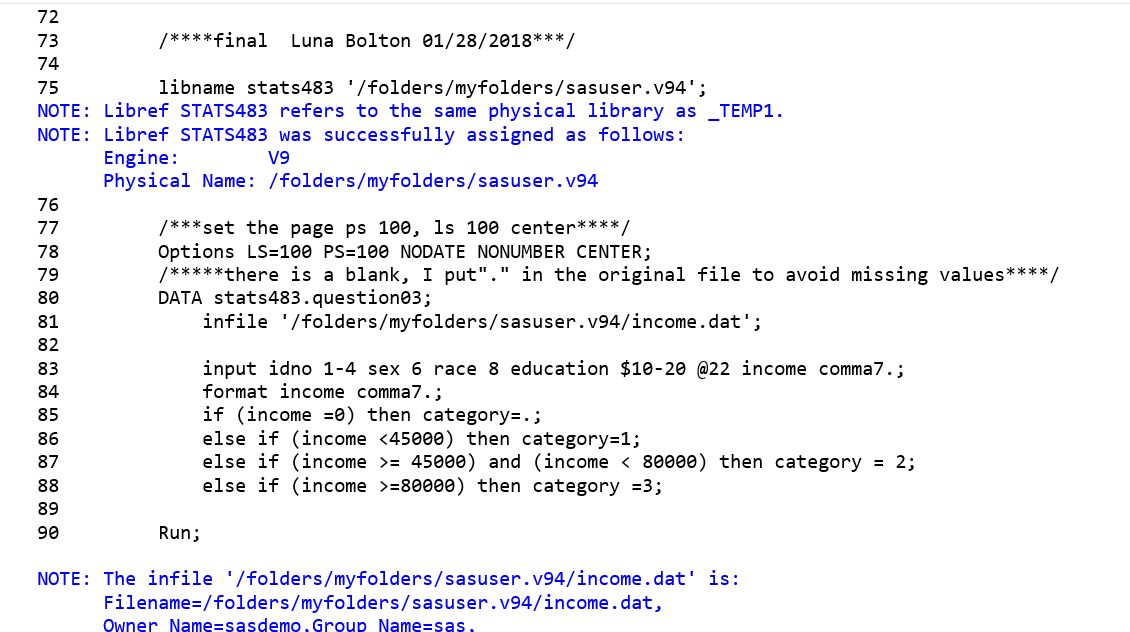 72
73 /****final  Luna Bolton 01/28/2018***/
74
75 libname stats483 '/folders/myfolders/sasuser.v94';
NOTE: Libref STATS483 refers to the same physical library as _TEMP1.
NOTE: Libref STATS483 was successfully assigned as follows:
Engine: V9
Physical Name: /folders/myfolders/sasuser.v94
76
77 /***set the page ps 100, ls 100 center****/
78 Options LS=100 PS=100 NODATE NONUMBER CENTER;
79 /*****there is a blank, I put"." in the original file to avoid missing values****/
80 DATA stats483.question03;
81 infile '/folders/myfolders/sasuser.v94/income.dat';
82
83 input idno 1-4 sex 6 race 8 education $10-20 @22 income comma7.;
84 format income comma7.;
85 if (income =0) then category=.;
86 else if (income <45000) then category=1;
87 else if (income >= 45000) and (income < 80000) then category = 2;
88 else if (income >=80000) then category =3;
89
90 Run;
NOTE: The infile '/folders/myfolders/sasuser.v94/income.dat' is:
Filename=/folders/myfolders/sasuser.v94/income.dat,
Owner Name=sasdemo,Group Name=sas,